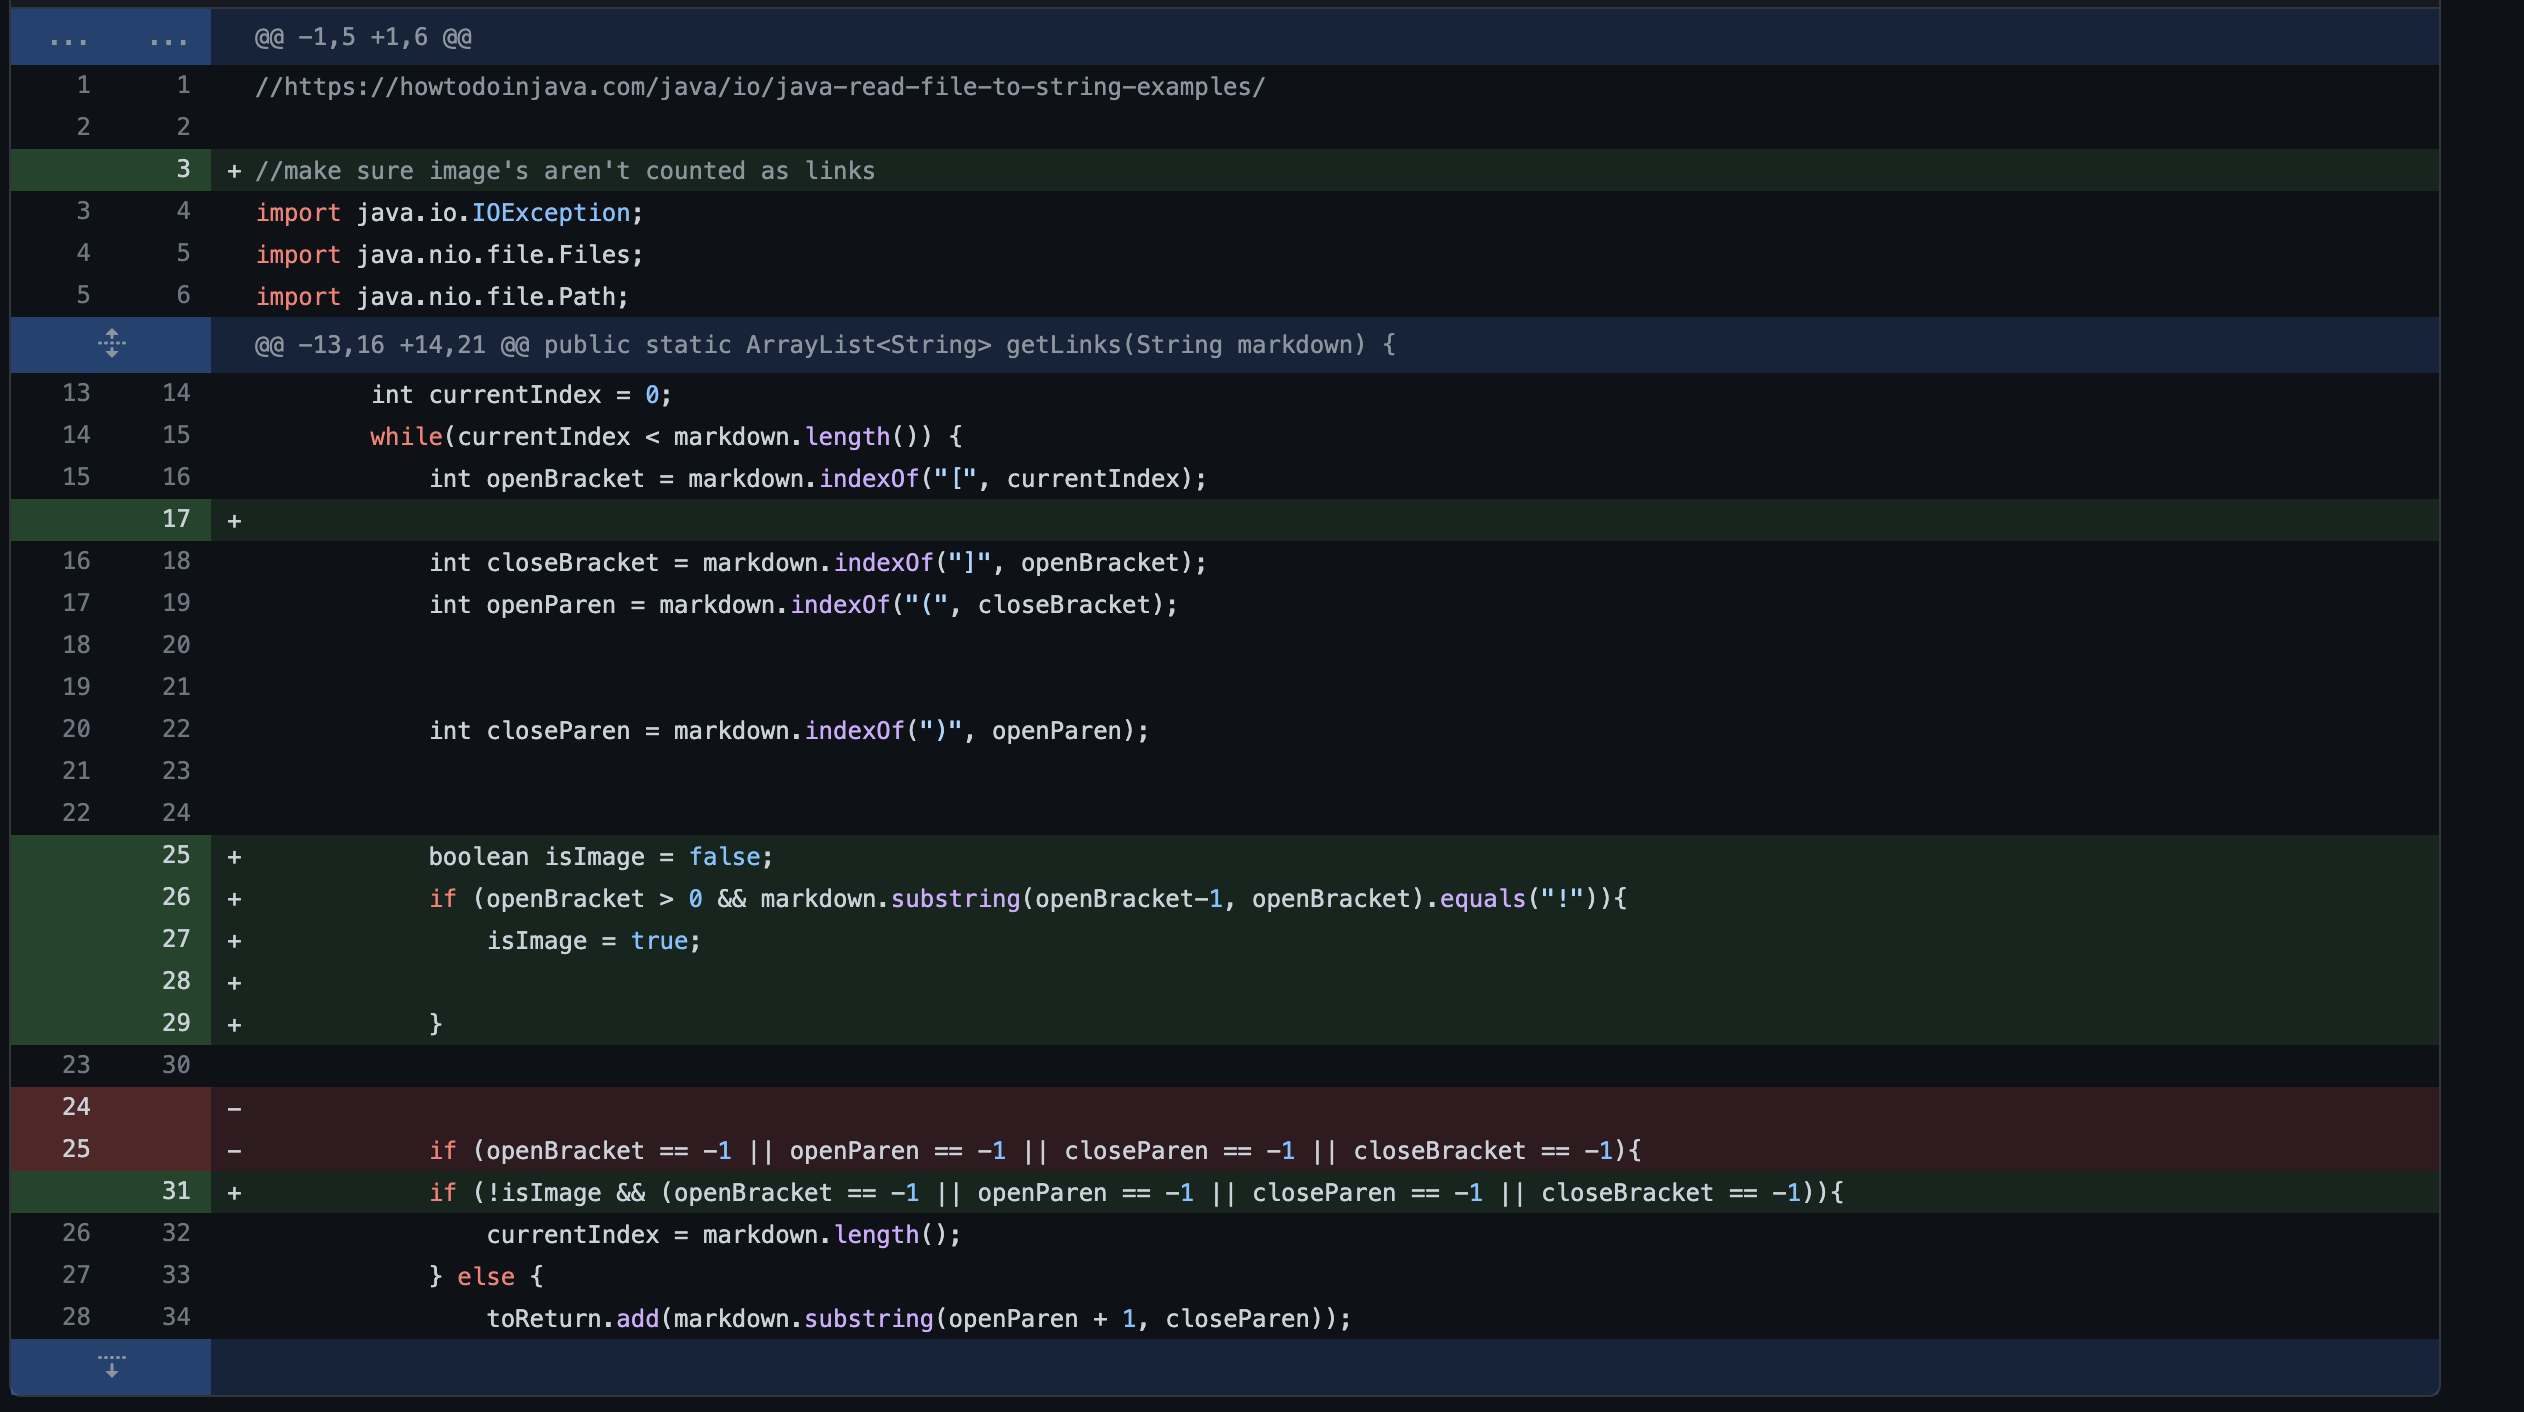 ... ... @@ -1,5 +1,6 @@
1 1 //https://howtodoinjava.com/java/io/java-read-file-to-string-examples/
2 2
3 + //make sure image's aren't counted as links
3 4 import java.io.IOException;
4 5 import java.nio.file.Files;
5 6 import java.nio.file.Path;
@@ -13,16 +14,21 @@ public static ArrayList<String> getLinks(String markdown) {
13 14 int currentIndex = 0;
14 15 while(currentIndex < markdown.length()) {
15 16 int openBracket = markdown.indexOf("[", currentIndex);
17 +
16 18 int closeBracket = markdown.indexOf("]", openBracket);
17 19 int openParen = markdown.indexOf("(", closeBracket);
18 20
19 21
20 22 int closeParen = markdown.indexOf(")", openParen);
21 23
22 24
25 + boolean isImage = false;
26 + if (openBracket > 0 && markdown.substring(openBracket-1, openBracket).equals("!")){
27 + isImage = true;
28 +
29 + }
23 30
24 -
25 - if (openBracket == -1 || openParen == -1 || closeParen == -1 || closeBracket == -1){
31 + if (!isImage && (openBracket == -1 || openParen == -1 || closeParen == -1 || closeBracket == -1)){
26 32 currentIndex = markdown.length();
27 33 } else {
28 34 toReturn.add(markdown.substring(openParen + 1, closeParen));